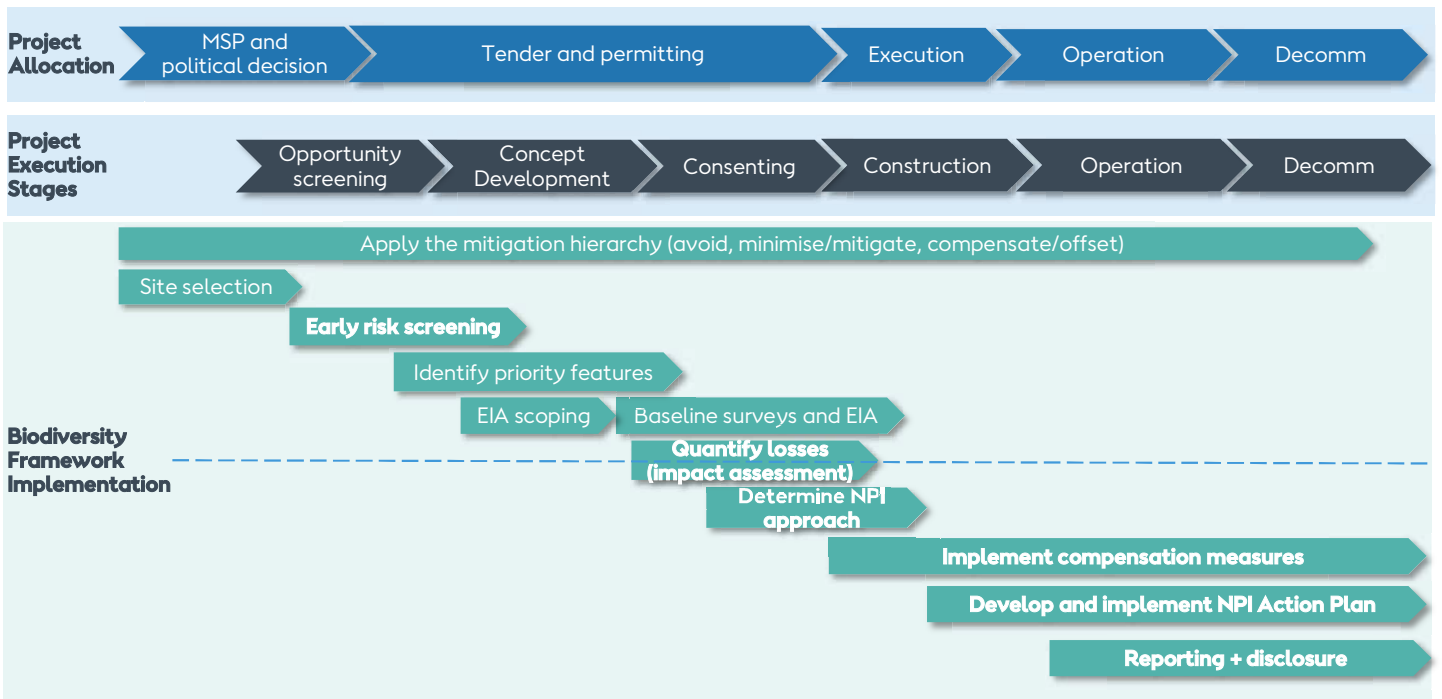 Project
Allocation
MSP and
political decision
Tender and permitting
Execution
Operation
Decomm
Project
Execution
Stages
Opportunity
screening
Concept
Development
Consenting
Construction
Operation
Decomm
Apply the mitigation hierarchy (avoid, minimise/mitigate, compensate/offset)
Site selection
Early risk screening
Identify priority features
EIA scoping
Baseline surveys and EIA
Biodiversity
Framework
Implementation
Quantify losses
(impact assessment)
Determine NPI
approach
Implement compensation measures
Develop and implement NPI Action Plan
Reporting + disclosure